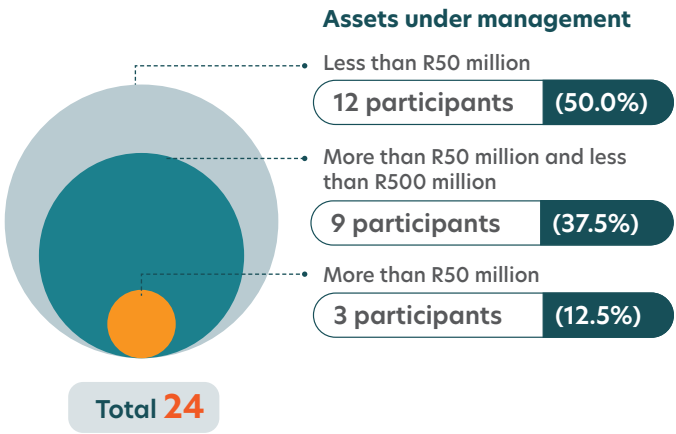 Assets under management
Less than R50 million
12 participants (50.0%)
More than R50 million and less
than R500 million
9 participants (37.5%)
More than R50 million
3 participants (12.5%)
Total 24